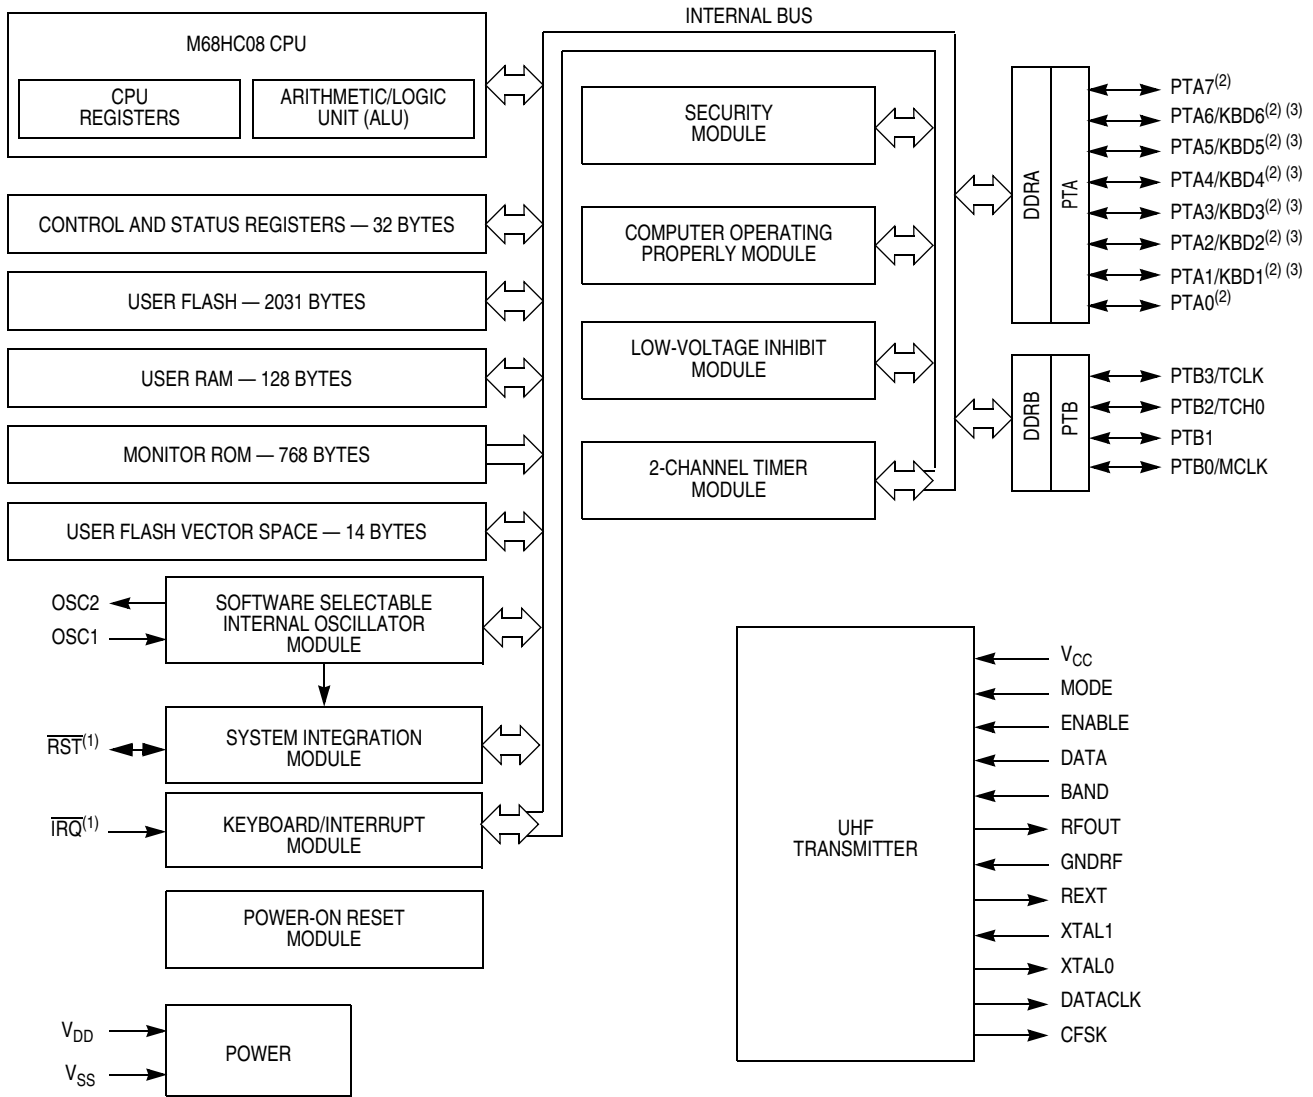 INTERNAL BUS
M68HC08 CPU
CPU
REGISTERS
ARITHMETIC/LOGIC
UNIT (ALU)
CONTROL AND STATUS REGISTERS — 32 BYTES
USER FLASH — 2031 BYTES
USER RAM — 128 BYTES
MONITOR ROM — 768 BYTES
USER FLASH VECTOR SPACE — 14 BYTES
OSC2
OSC1
SOFTWARE SELECTABLE
INTERNAL OSCILLATOR
MODULE
RST(1)
SYSTEM INTEGRATION
MODULE
IRQ(1)
KEYBOARD/INTERRUPT
MODULE
POWER-ON RESET
MODULE
VDD
VSS
POWER
SECURITY
MODULE
COMPUTER OPERATING
PROPERLY MODULE
LOW-VOLTAGE INHIBIT
MODULE
2-CHANNEL TIMER
MODULE
DDRA
PTA
PTA7(2)
PTA6/KBD6(2) (3)
PTA5/KBD5(2) (3)
PTA4/KBD4(2) (3)
PTA3/KBD3(2) (3)
PTA2/KBD2(2) (3)
PTA1/KBD1(2) (3)
PTA0(2)
DDRB
PTB
PTB3/TCLK
PTB2/TCH0
PTB1
PTB0/MCLK
UHF
TRANSMITTER
VCC
MODE
ENABLE
DATA
BAND
RFOUT
GNDRF
REXT
XTAL1
XTAL0
DATACLK
CFSK